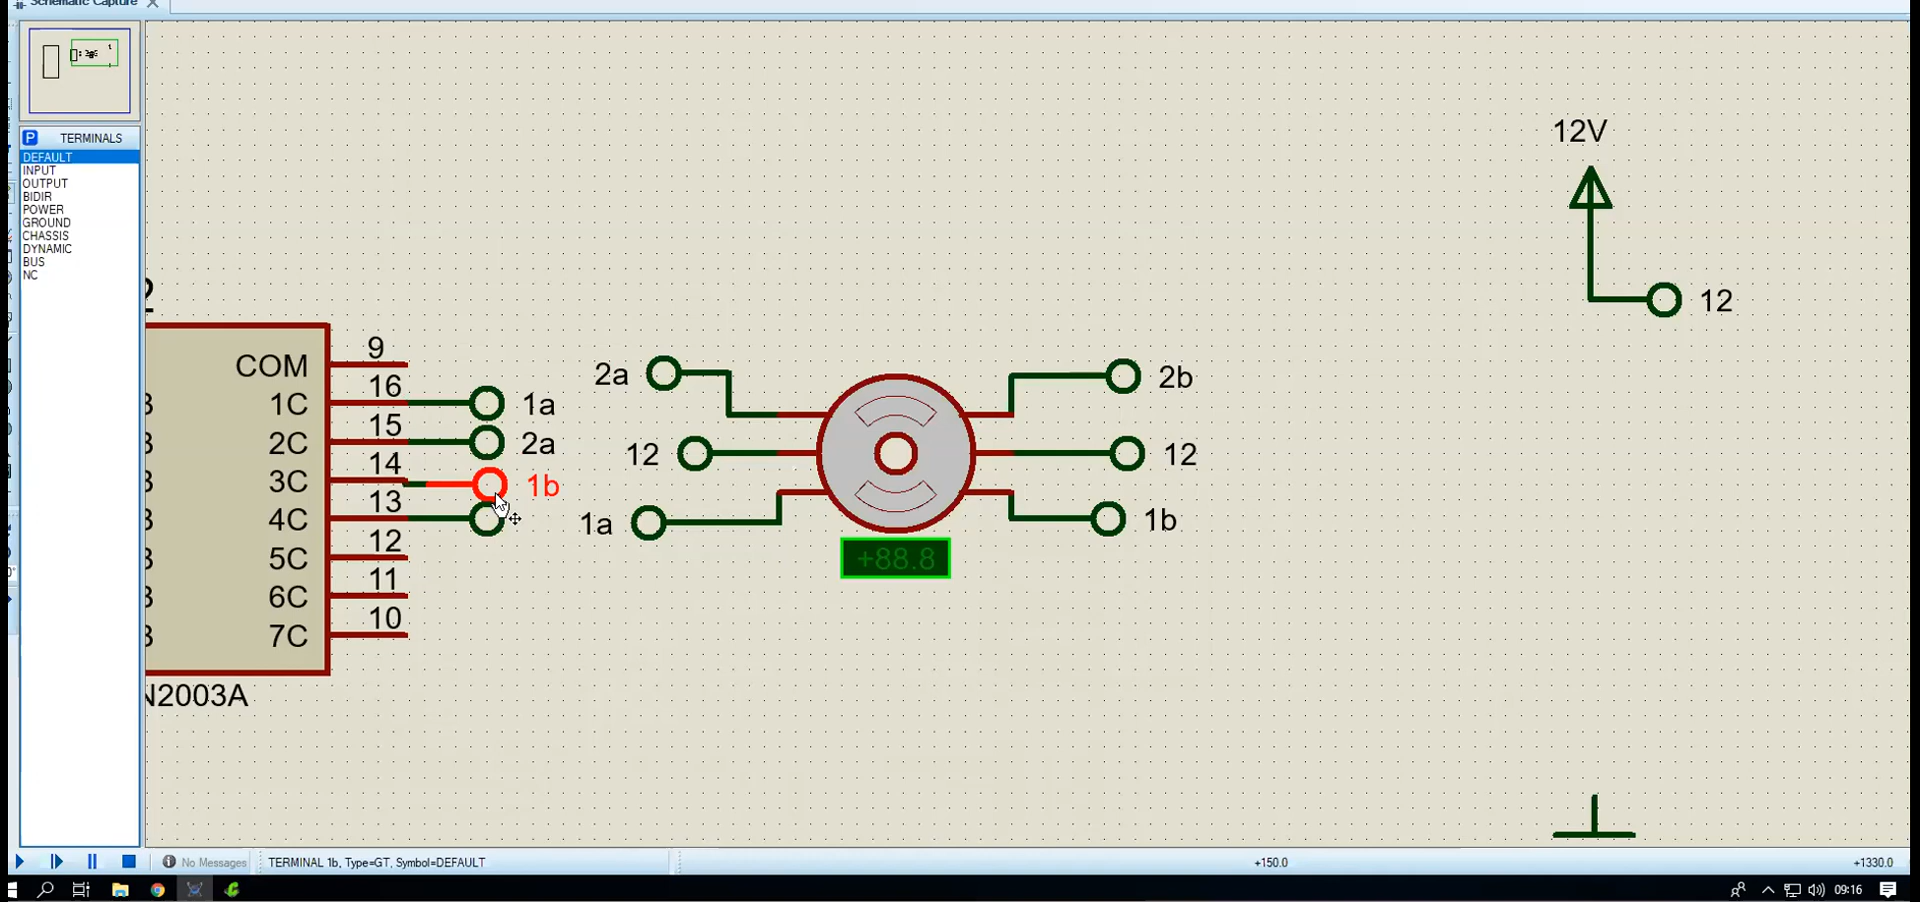 Schematic Capture
P TERMINALS
DEFAULT
INPUT
OUTPUT
BIDIR
POWER
GROUND
CHASSIS
DYNAMIC
BUS
NC
12V
12
COM 9
1C 16 1a
2C 15 2a
3C 14 1b
4C 13
5C 12
6C 11
7C 10
N2003A
2a
12
1a
2b
12
1b
+88.8
No Messages
TERMINAL 1b, Type=GT, Symbol=DEFAULT
+150.0
+1330.0
09:16